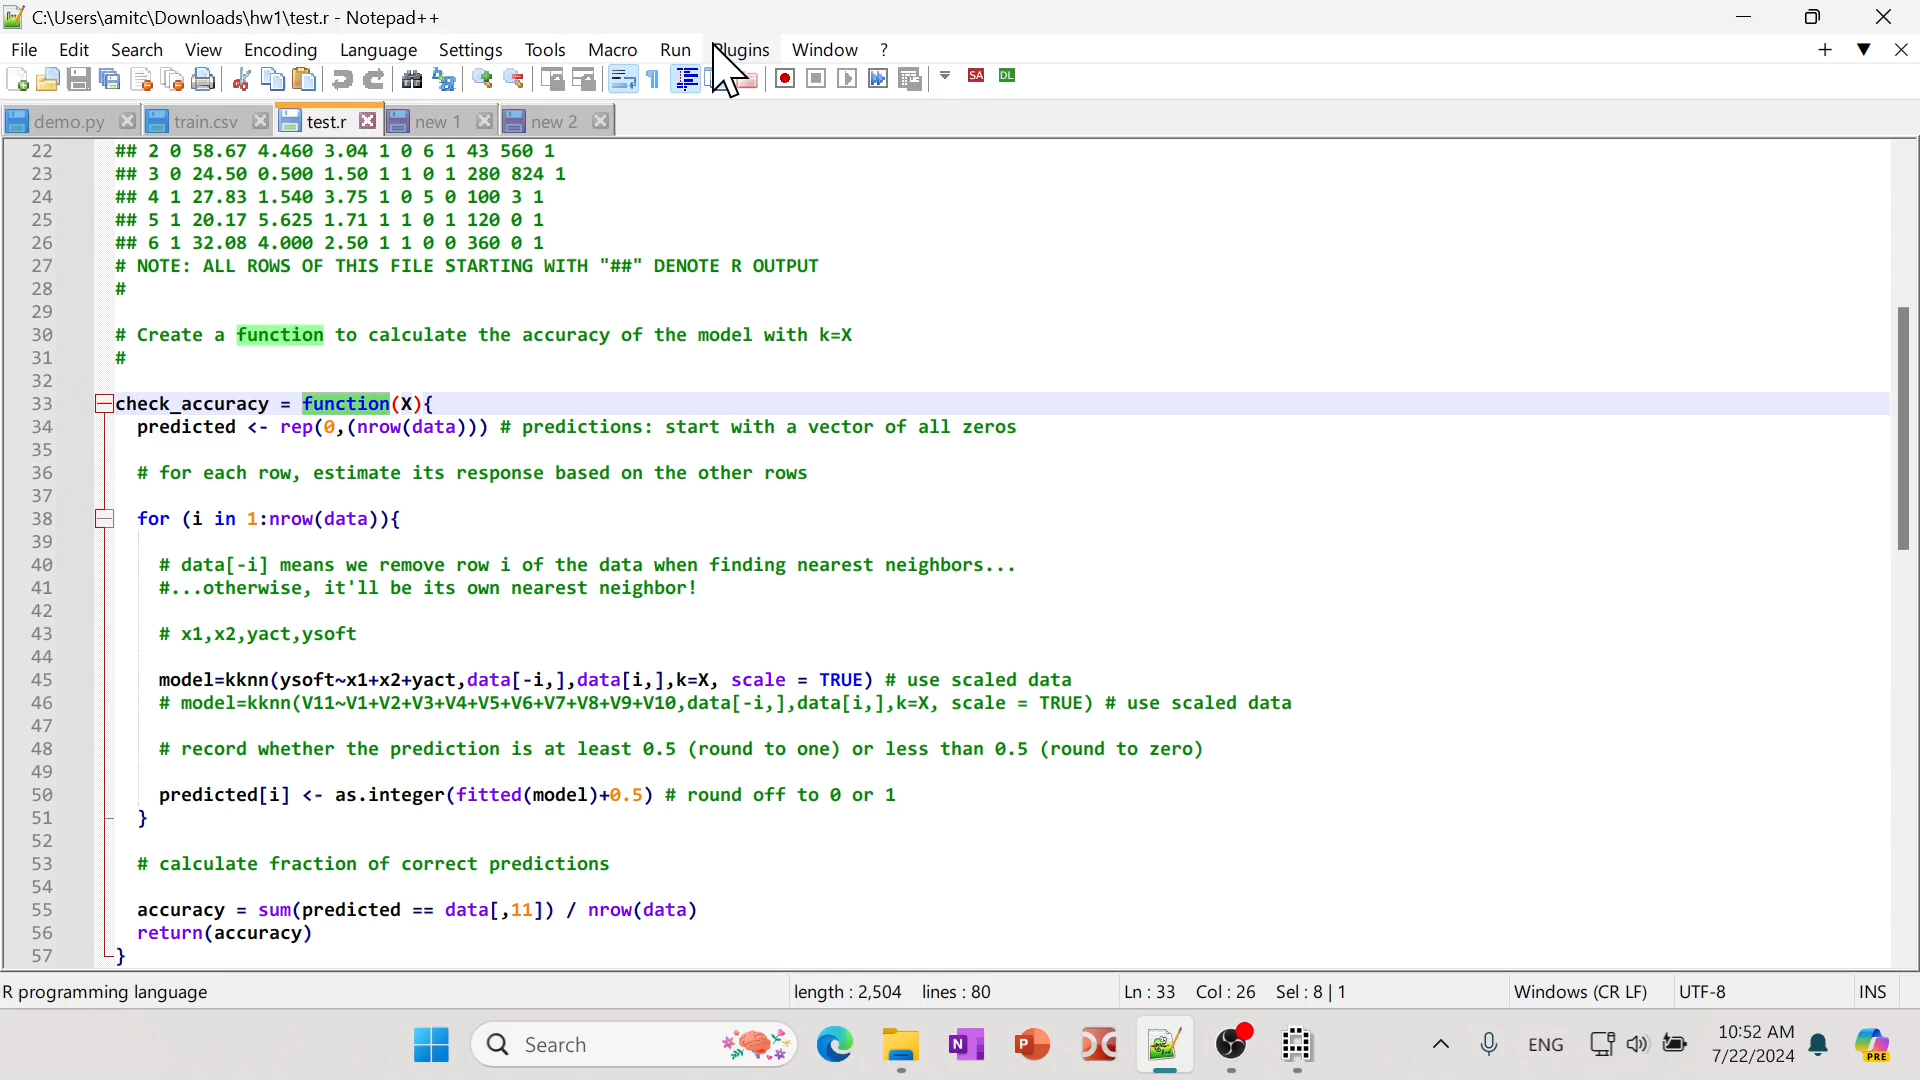 C:\Users\amitc\Downloads\hw1\test.r - Notepad++
File Edit Search View Encoding Language Settings Tools Macro Run Plugins Window ?
SA DL
demo.py train.csv test.r new 1 new 2
22 ## 2 0 58.67 4.460 3.04 1 0 6 1 43 560 1
23 ## 3 0 24.50 0.500 1.50 1 1 0 1 280 824 1
24 ## 4 1 27.83 1.540 3.75 1 0 5 0 100 3 1
25 ## 5 1 20.17 5.625 1.71 1 1 0 1 120 0 1
26 ## 6 1 32.08 4.000 2.50 1 1 0 0 360 0 1
27 # NOTE: ALL ROWS OF THIS FILE STARTING WITH "##" DENOTE R OUTPUT
28 #
29
30 # Create a function to calculate the accuracy of the model with k=X
31 #
32
33 check_accuracy = function(X){
34 predicted <- rep(0,(nrow(data))) # predictions: start with a vector of all zeros
35
36 # for each row, estimate its response based on the other rows
37
38 for (i in 1:nrow(data)){
39
40 # data[-i] means we remove row i of the data when finding nearest neighbors...
41 #...otherwise, it'll be its own nearest neighbor!
42
43 # x1,x2,yact,ysoft
44
45 model=kknn(ysoft~x1+x2+yact,data[-i,],data[i,],k=X, scale = TRUE) # use scaled data
46 # model=kknn(V11~V1+V2+V3+V4+V5+V6+V7+V8+V9+V10,data[-i,],data[i,],k=X, scale = TRUE) # use scaled data
47
48 # record whether the prediction is at least 0.5 (round to one) or less than 0.5 (round to zero)
49
50 predicted[i] <- as.integer(fitted(model)+0.5) # round off to 0 or 1
51 }
52
53 # calculate fraction of correct predictions
54
55 accuracy = sum(predicted == data[,11]) / nrow(data)
56 return(accuracy)
57 }
R programming language length : 2,504 lines : 80 Ln : 33 Col : 26 Sel : 8 | 1 Windows (CR LF) UTF-8 INS
Search ENG 10:52 AM
7/22/2024 PRE